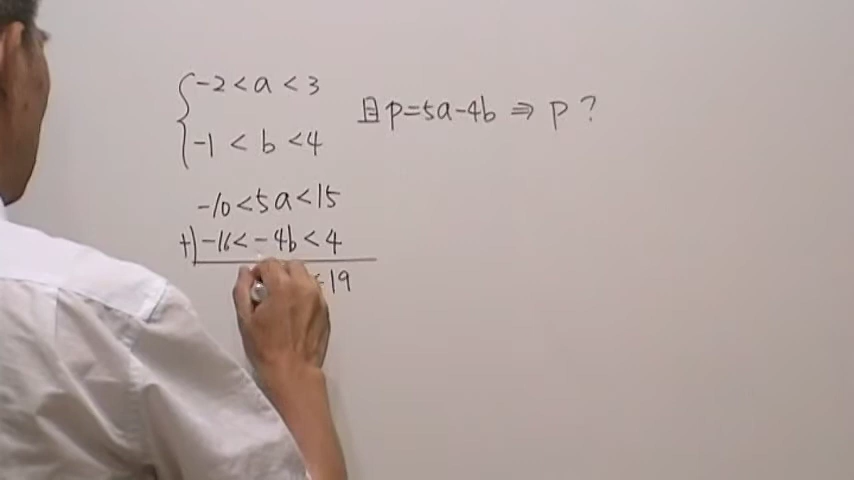 {-2 < a < 3
-1 < b < 4
且 p=5a-4b ⇒ p ?
-10 < 5a < 15
+) -16 < -4b < 4
< 19